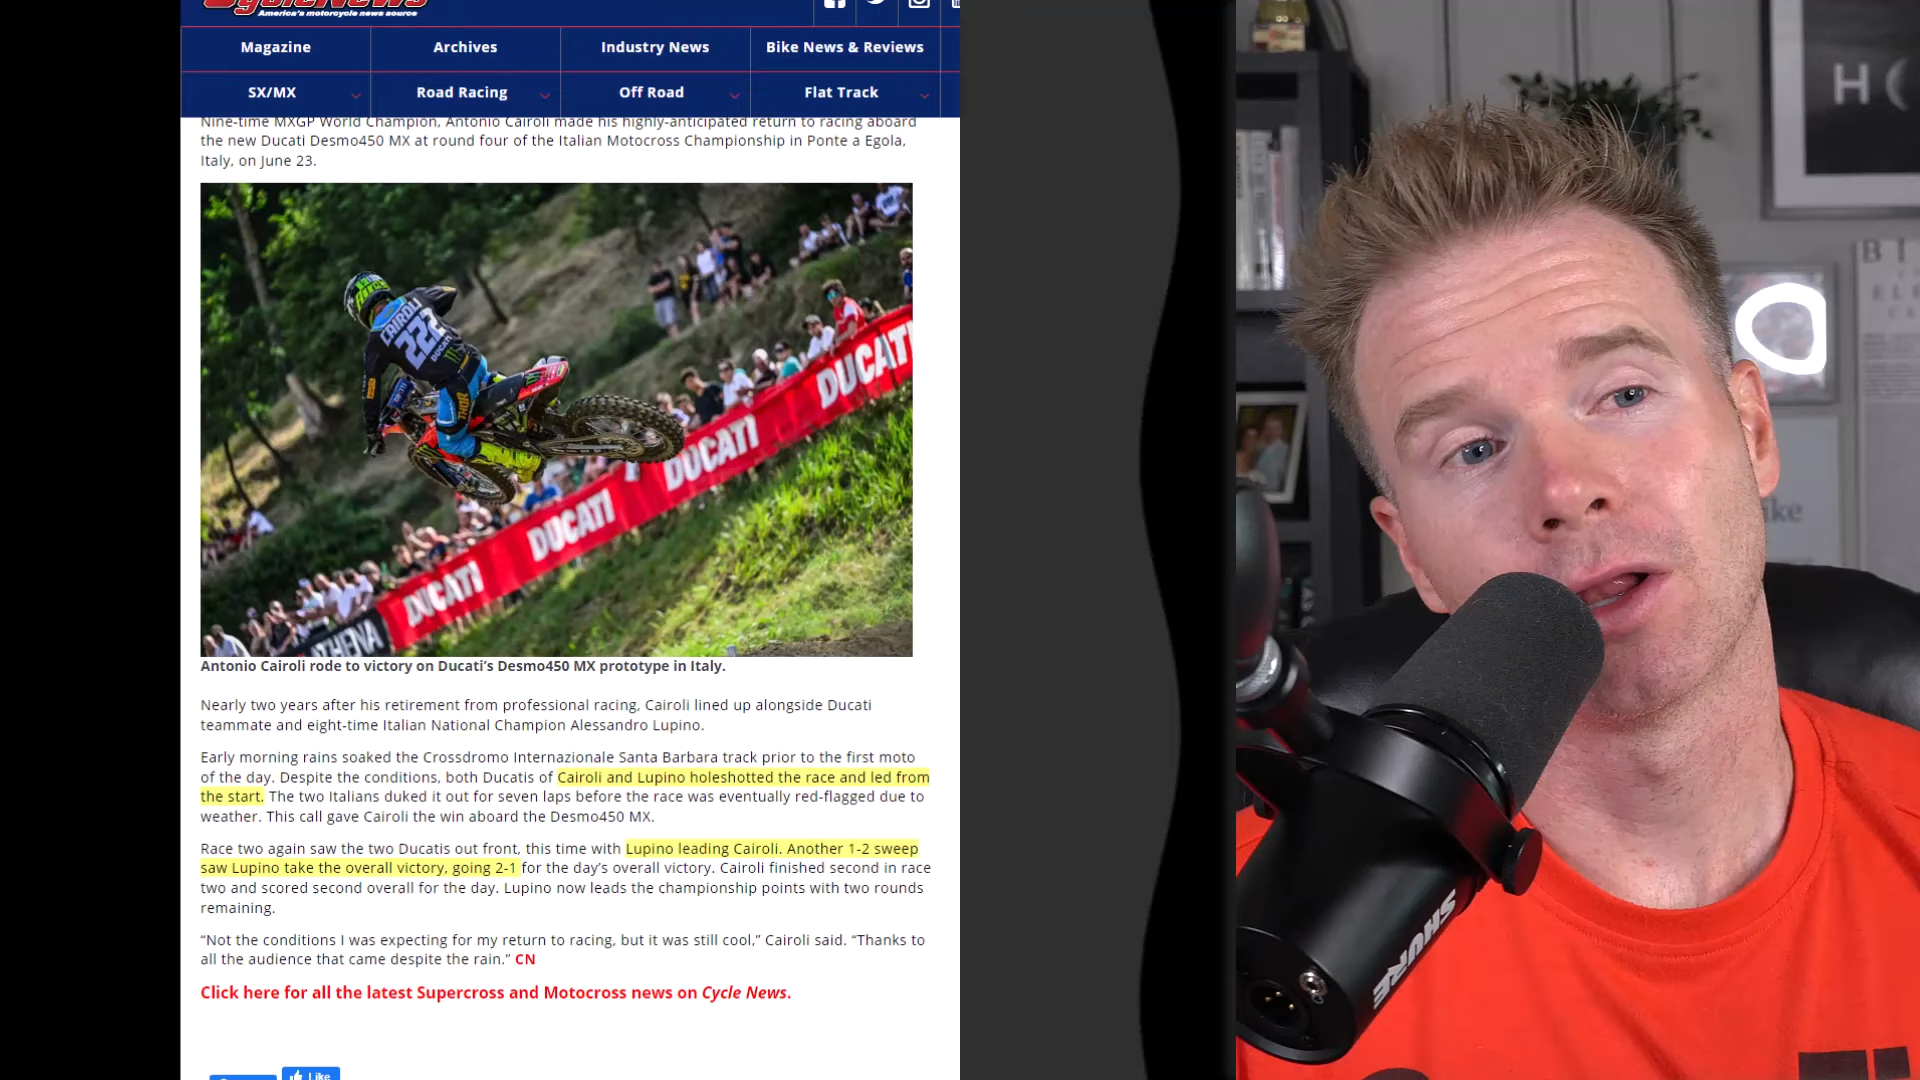 CycleNews
America's motorcycle news source
Magazine
Archives
Industry News
Bike News & Reviews
SX/MX
Road Racing
Off Road
Flat Track
Nine-time MXGP World Champion, Antonio Cairoli made his highly-anticipated return to racing aboard
the new Ducati Desmo450 MX at round four of the Italian Motocross Championship in Ponte a Egola,
Italy, on June 23.
CAIROLI
222
DUCATI
THOR
DUCATI
DUCATI
DUCATI
DUCATI
ATHENA
Antonio Cairoli rode to victory on Ducati's Desmo450 MX prototype in Italy.
Nearly two years after his retirement from professional racing, Cairoli lined up alongside Ducati
teammate and eight-time Italian National Champion Alessandro Lupino.
Early morning rains soaked the Crossdromo Internazionale Santa Barbara track prior to the first moto
of the day. Despite the conditions, both Ducatis of Cairoli and Lupino holeshotted the race and led from
the start. The two Italians duked it out for seven laps before the race was eventually red-flagged due to
weather. This call gave Cairoli the win aboard the Desmo450 MX.
Race two again saw the two Ducatis out front, this time with Lupino leading Cairoli. Another 1-2 sweep
saw Lupino take the overall victory, going 2-1 for the day's overall victory. Cairoli finished second in race
two and scored second overall for the day. Lupino now leads the championship points with two rounds
remaining.
“Not the conditions I was expecting for my return to racing, but it was still cool,” Cairoli said. “Thanks to
all the audience that came despite the rain.” CN
Click here for all the latest Supercross and Motocross news on Cycle News.
Like
H
SHURE